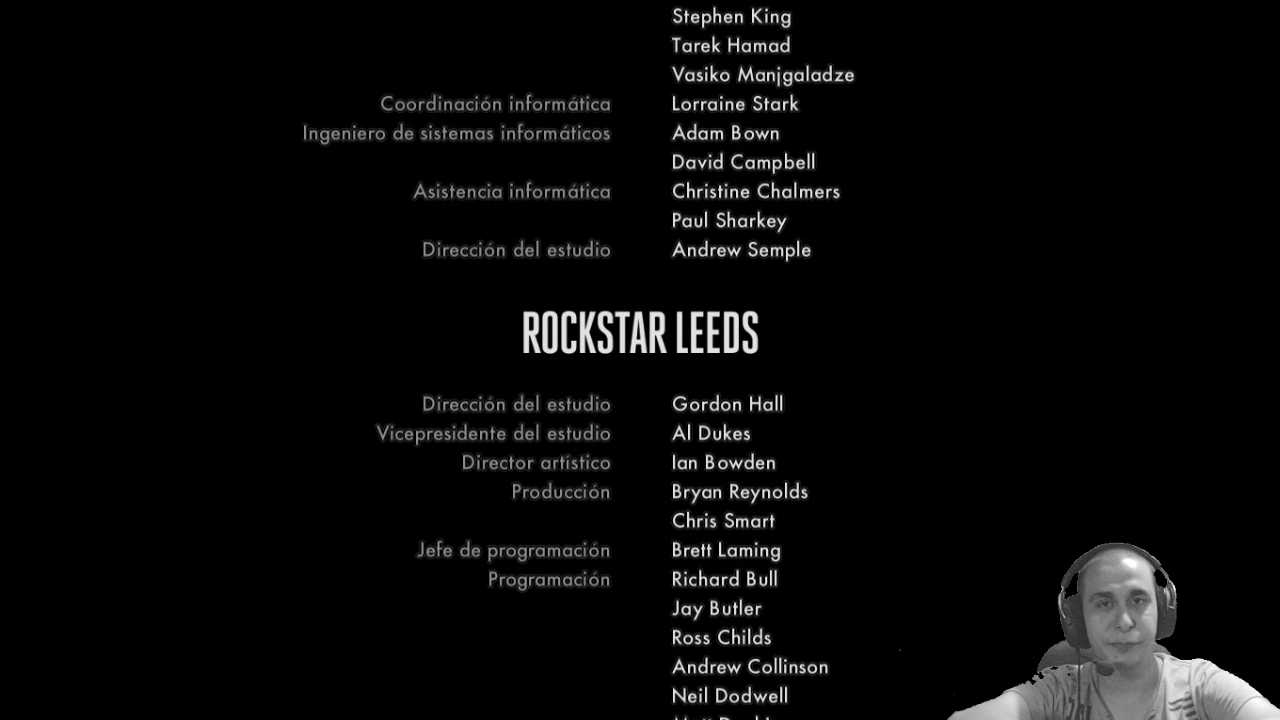 Stephen King
Tarek Hamad
Vasiko Manjgaladze
Coordinación informática Lorraine Stark
Ingeniero de sistemas informáticos Adam Bown
David Campbell
Asistencia informática Christine Chalmers
Paul Sharkey
Dirección del estudio Andrew Semple
ROCKSTAR LEEDS
Dirección del estudio Gordon Hall
Vicepresidente del estudio Al Dukes
Director artístico Ian Bowden
Producción Bryan Reynolds
Chris Smart
Jefe de programación Brett Laming
Programación Richard Bull
Jay Butler
Ross Childs
Andrew Collinson
Neil Dodwell